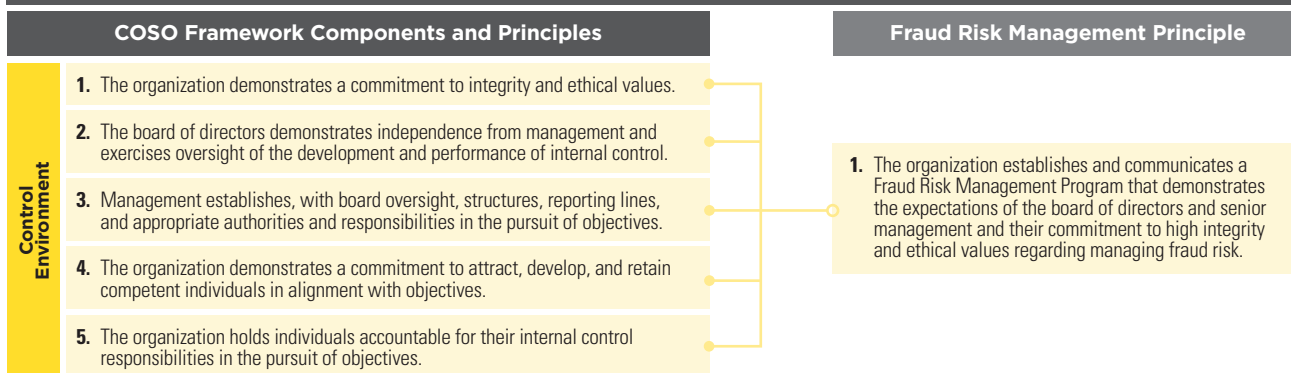 COSO Framework Components and Principles
Fraud Risk Management Principle
Control
Environment
1. The organization demonstrates a commitment to integrity and ethical values.
2. The board of directors demonstrates independence from management and
exercises oversight of the development and performance of internal control.
3. Management establishes, with board oversight, structures, reporting lines,
and appropriate authorities and responsibilities in the pursuit of objectives.
4. The organization demonstrates a commitment to attract, develop, and retain
competent individuals in alignment with objectives.
5. The organization holds individuals accountable for their internal control
responsibilities in the pursuit of objectives.
1. The organization establishes and communicates a
Fraud Risk Management Program that demonstrates
the expectations of the board of directors and senior
management and their commitment to high integrity
and ethical values regarding managing fraud risk.